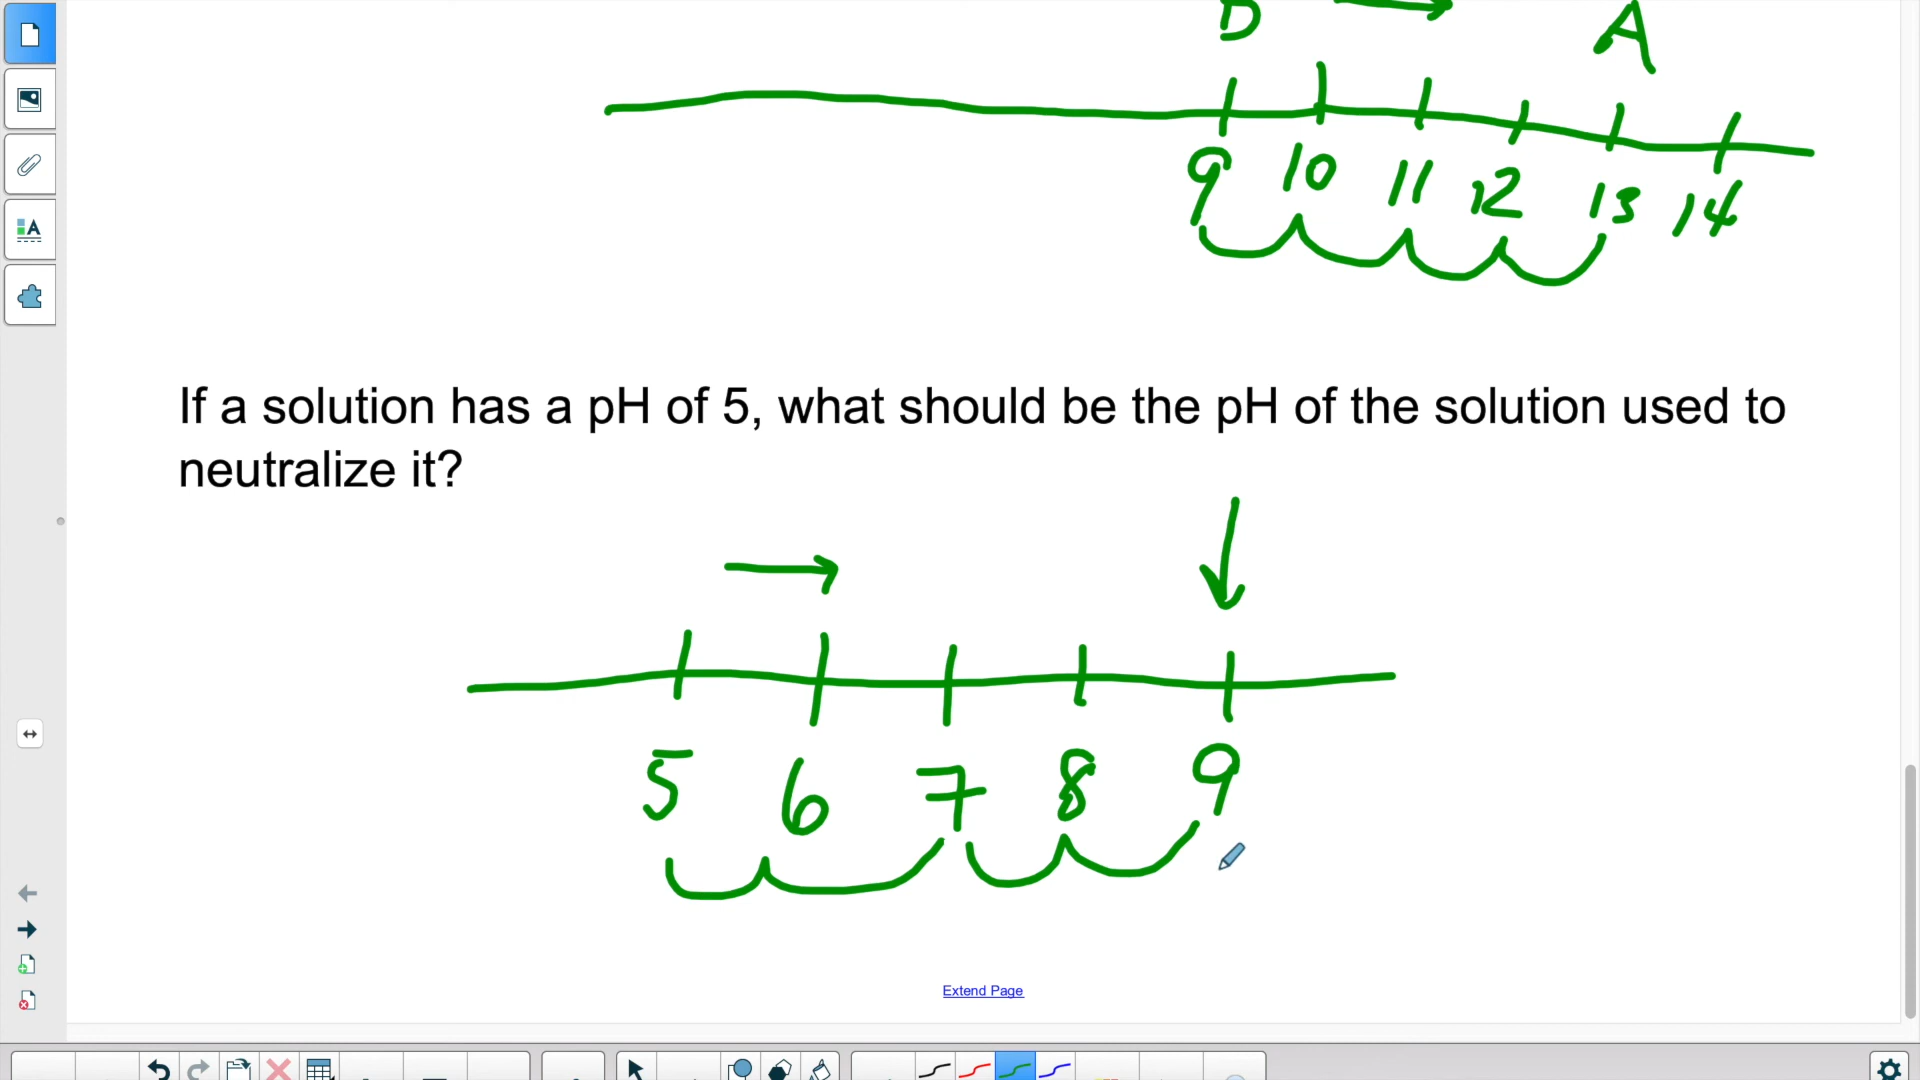 B A
9 10 11 12 13 14
If a solution has a pH of 5, what should be the pH of the solution used to
neutralize it?
5 6 7 8 9
Extend Page